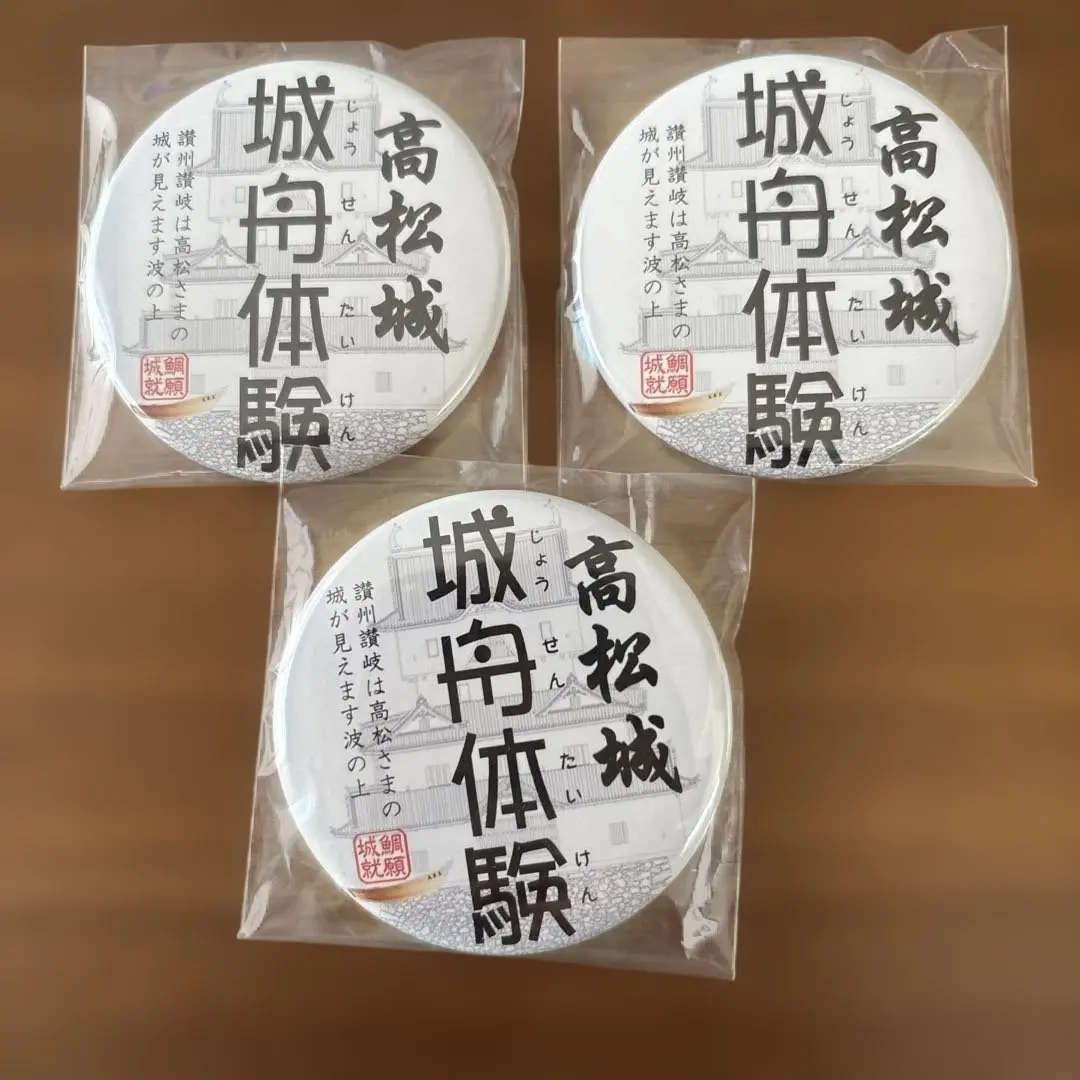 高松城
城舟体験
じょう
せん
たい
けん
讃州讃岐は高松さまの
城が見えます波の上
鯛願
城就
高松城
城舟体験
じょう
せん
たい
けん
讃州讃岐は高松さまの
城が見えます波の上
鯛願
城就
高松城
城舟体験
じょう
せん
たい
けん
讃州讃岐は高松さまの
城が見えます波の上
鯛願
城就